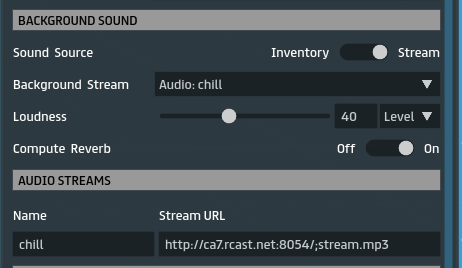 BACKGROUND SOUND
Sound Source Inventory Stream
Background Stream Audio: chill
Loudness 40 Level
Compute Reverb Off On
AUDIO STREAMS
Name Stream URL
chill http://ca7.rcast.net:8054/;stream.mp3